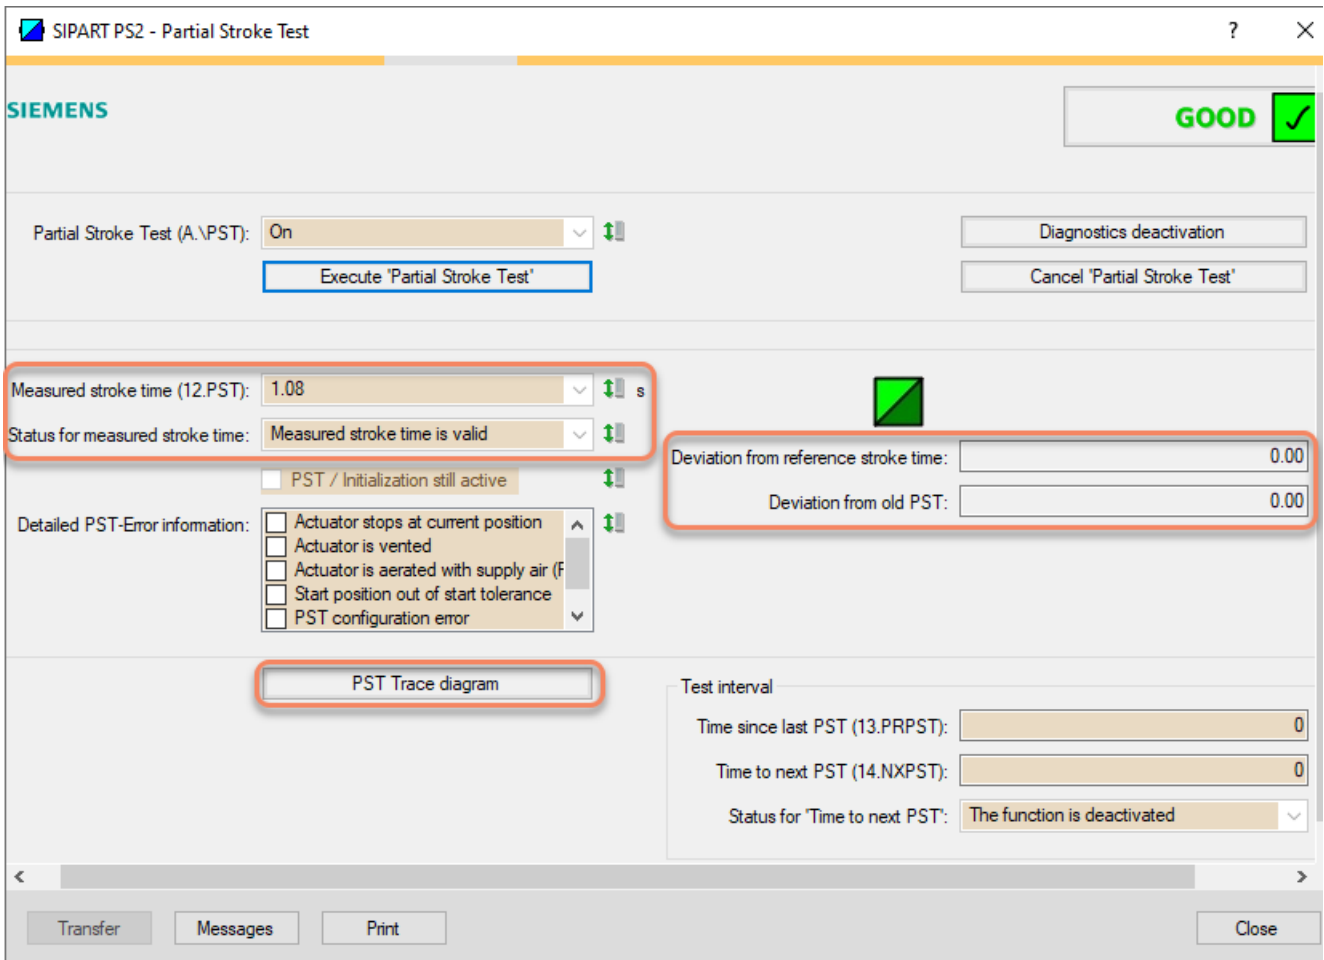 SIPART PS2 - Partial Stroke Test
?
SIEMENS
GOOD
Partial Stroke Test (A.\PST): On
Diagnostics deactivation
Execute 'Partial Stroke Test'
Cancel 'Partial Stroke Test'
Measured stroke time (12.PST): 1.08 s
Status for measured stroke time: Measured stroke time is valid
Deviation from reference stroke time: 0.00
PST / Initialization still active
Deviation from old PST: 0.00
Detailed PST-Error information:
Actuator stops at current position
Actuator is vented
Actuator is aerated with supply air (F
Start position out of start tolerance
PST configuration error
PST Trace diagram
Test interval
Time since last PST (13.PRPST): 0
Time to next PST (14.NXPST): 0
Status for 'Time to next PST': The function is deactivated
Transfer
Messages
Print
Close